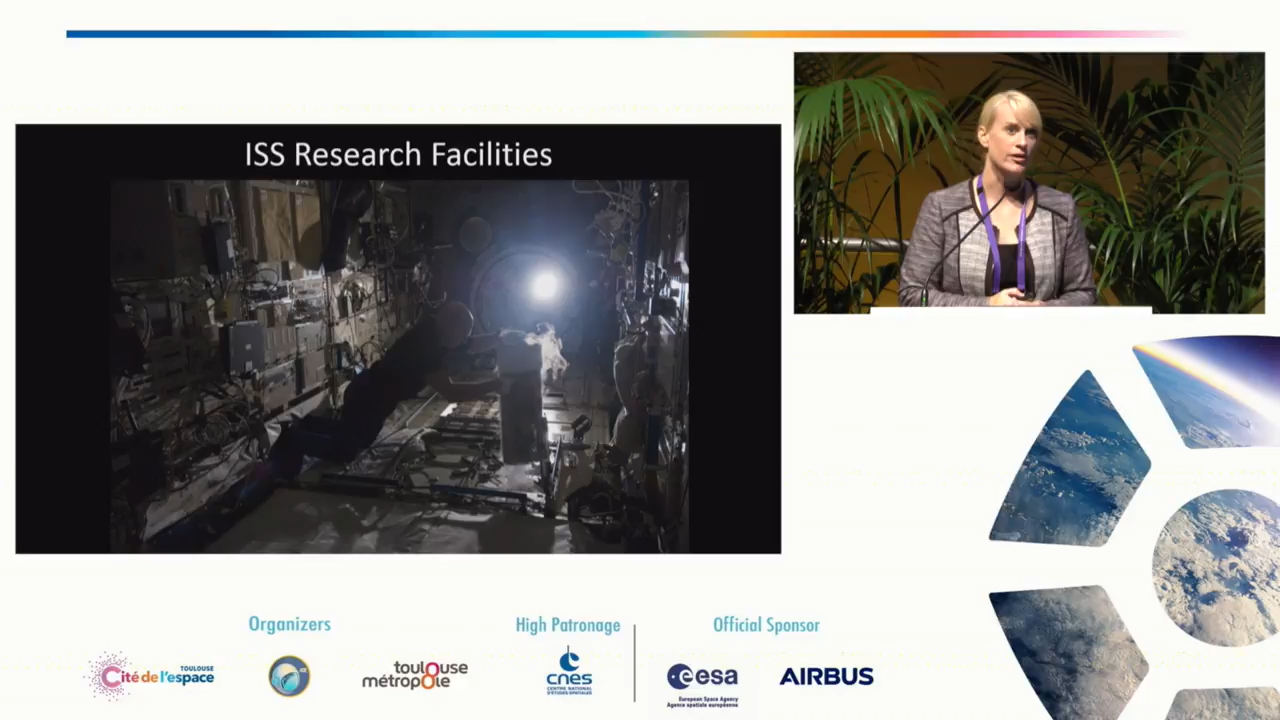 ISS Research Facilities
Organizers
High Patronage
Official Sponsor
Cité de l'espace
TOULOUSE
toulouse
métropole
cnes
CENTRE NATIONAL
D'ÉTUDES SPATIALES
esa
European Space Agency
Agence spatiale européenne
AIRBUS